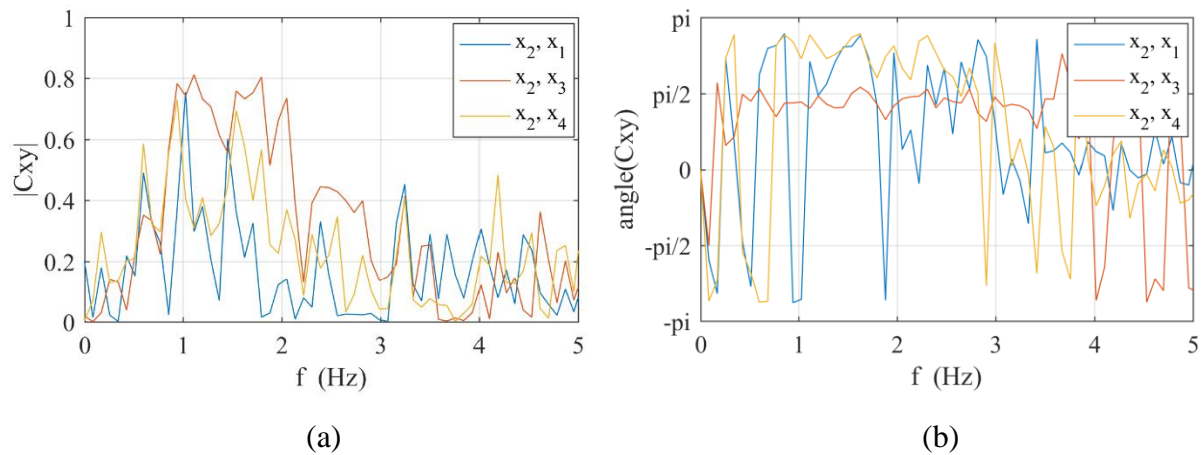 1
0.8
0.6
0.4
0.2
0
|Cxy|
x2, x1
x2, x3
x2, x4
0 1 2 3 4 5
f (Hz)
(a)
pi
pi/2
0
-pi/2
-pi
angle(Cxy)
x2, x1
x2, x3
x2, x4
0 1 2 3 4 5
f (Hz)
(b)